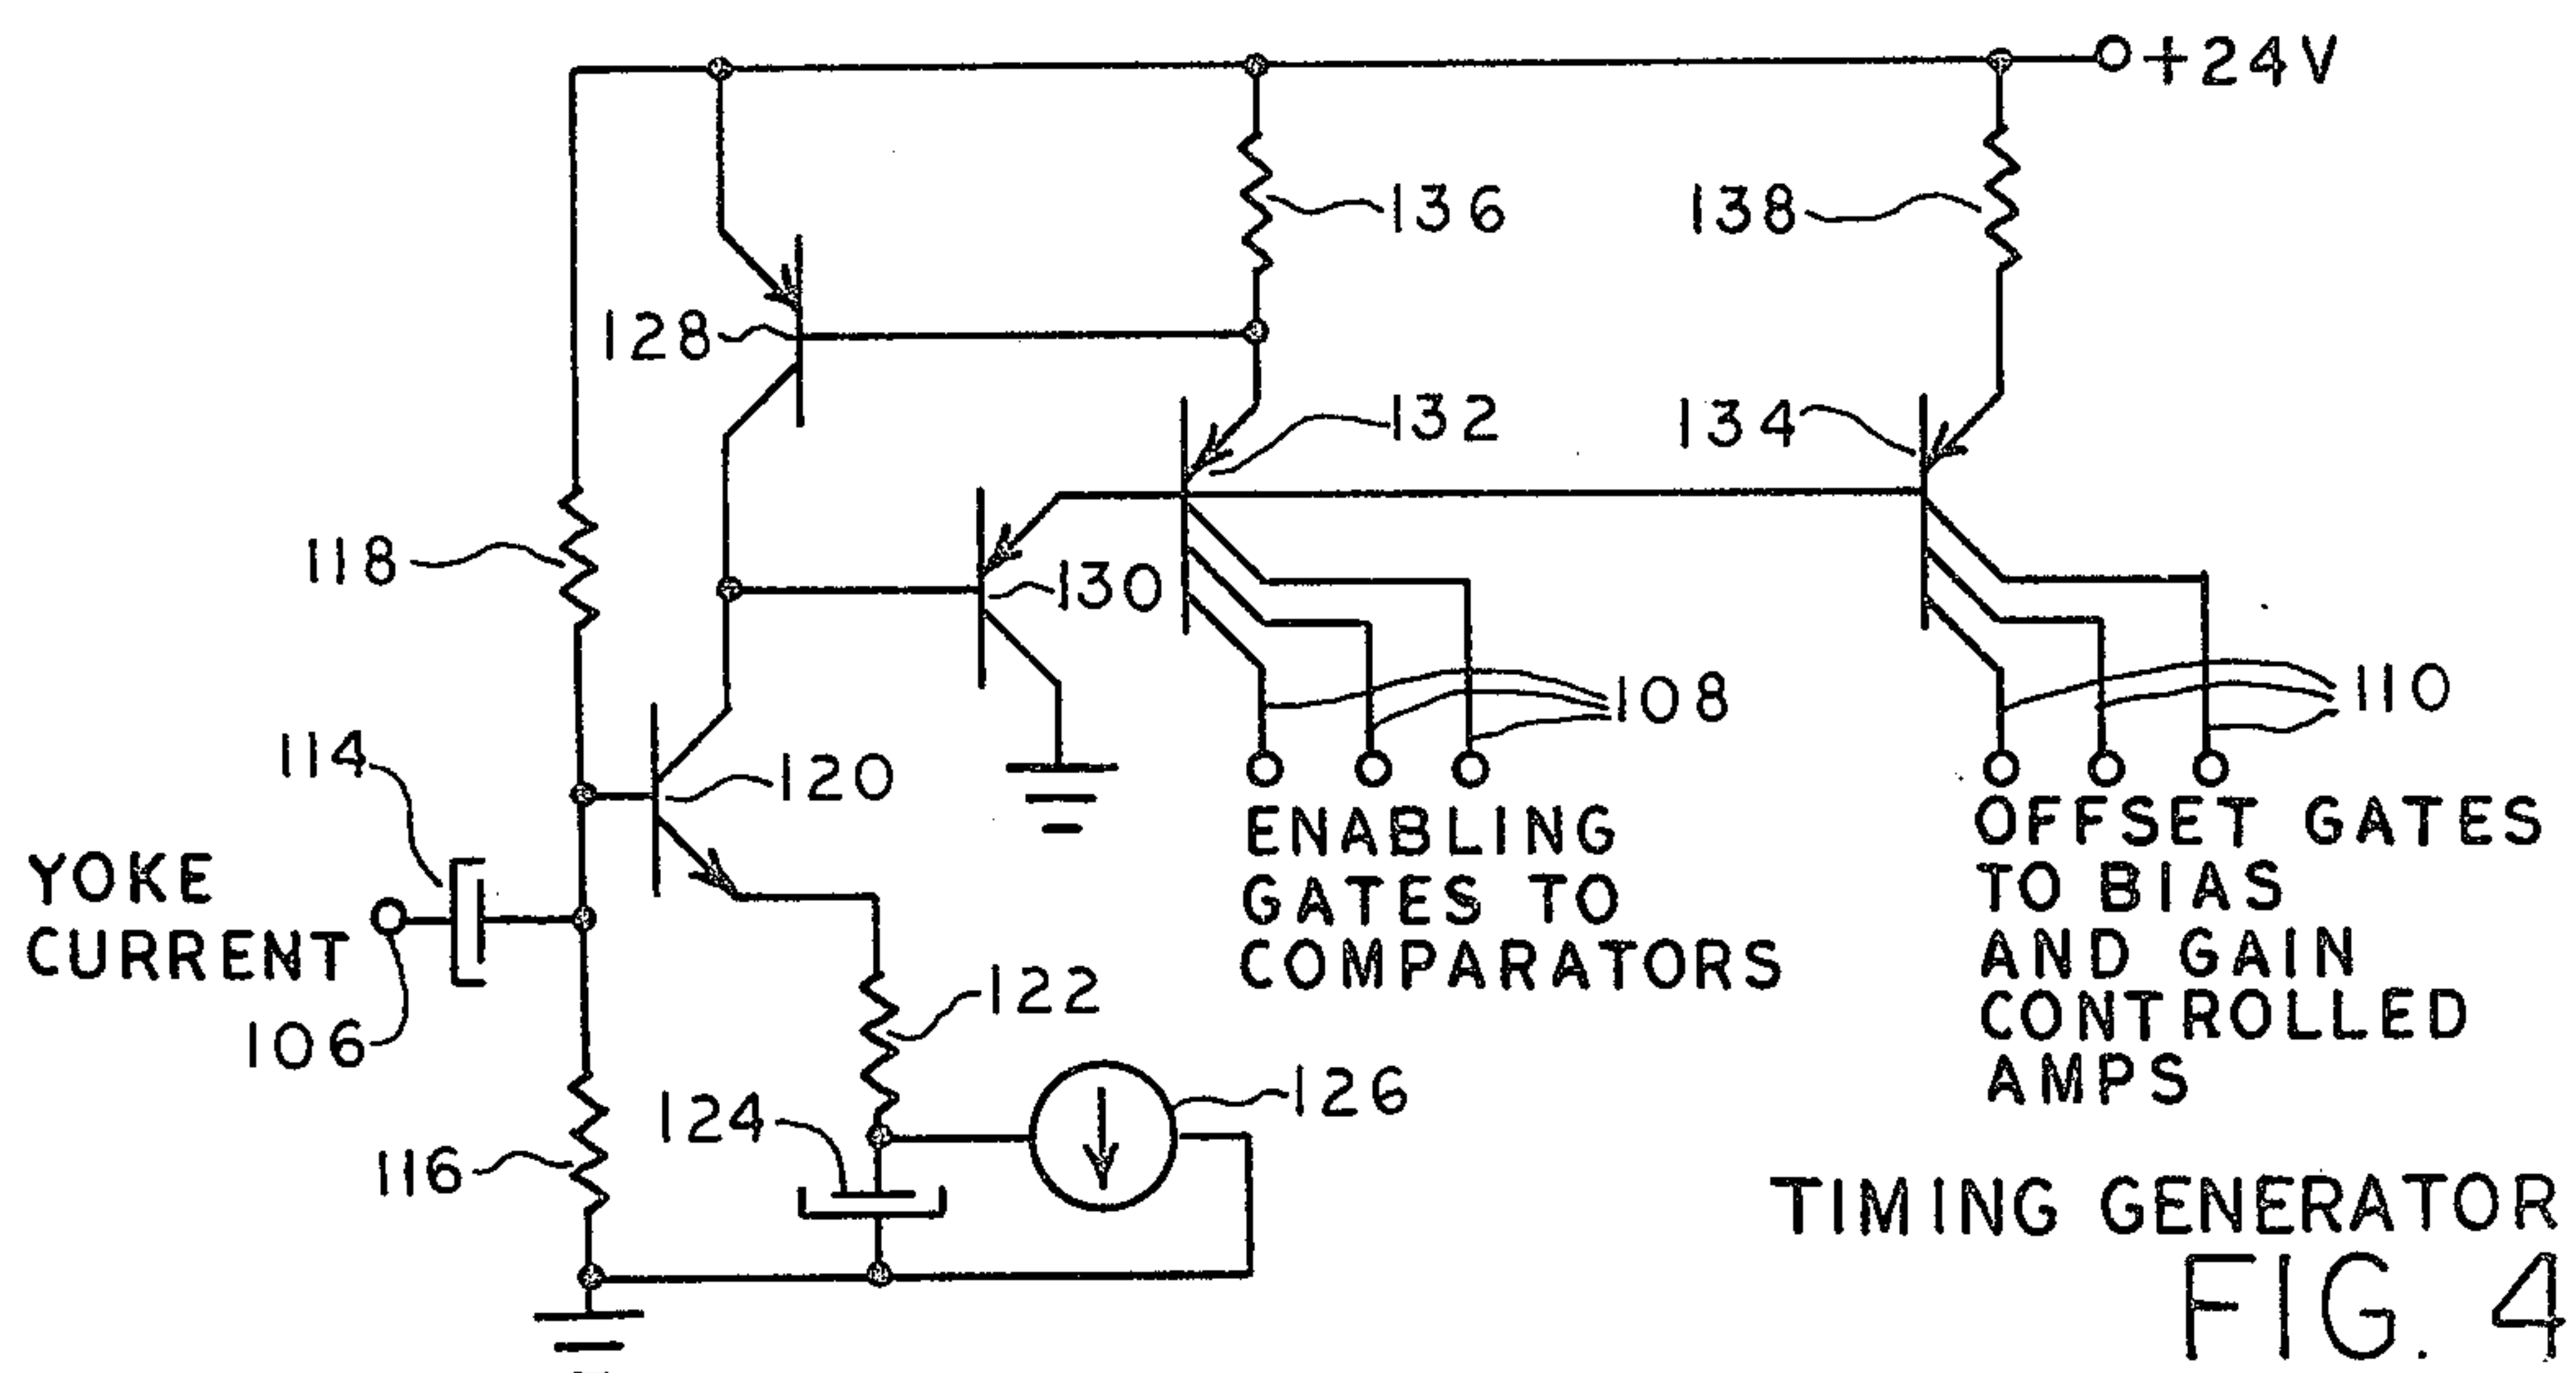 +24V
136
138
128
132
134
118
130
108
110
114
120
ENABLING
GATES TO
COMPARATORS
OFFSET GATES
TO BIAS
AND GAIN
CONTROLLED
AMPS
YOKE
CURRENT
106
122
124
126
116
TIMING GENERATOR
FIG. 4